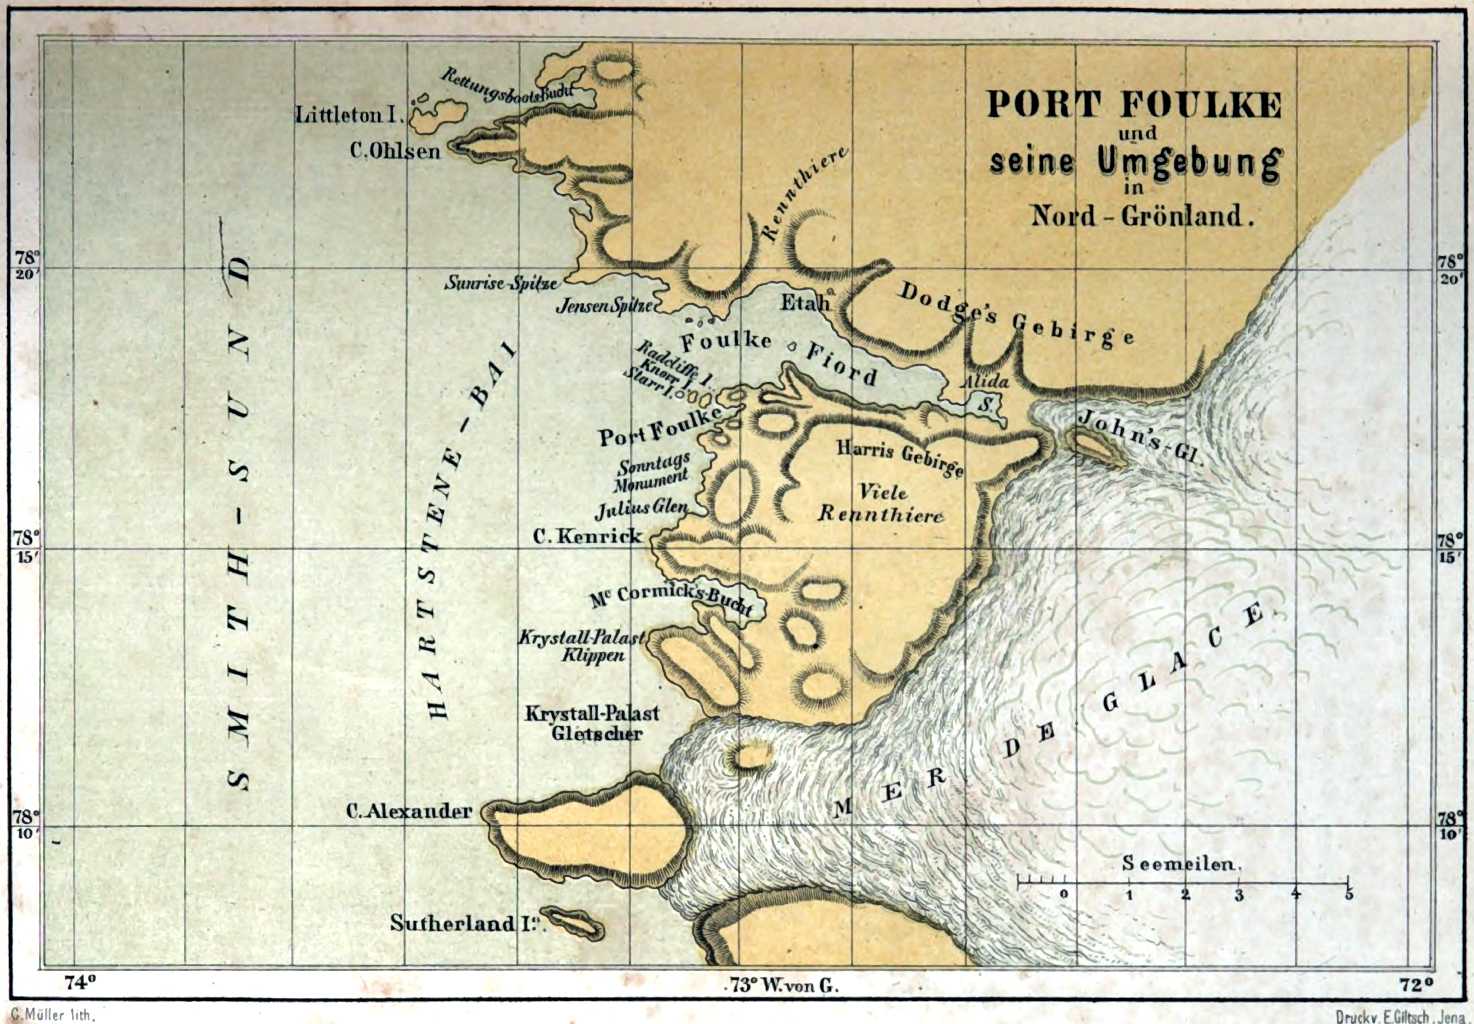 PORT FOULKE
und
seine Umgebung
in
Nord-Grönland.
Rettungsboots Bucht
Littleton I.
C. Ohlsen
Rennthiere
78°
20'
78°
20'
Sunrise-Spitze
Jensen Spitze
Etah
Dodge's Gebirge
Foulke Fiord
Radcliffe I.
Knorr I.
Starr I.
Alida
S.
Port Foulke
John's-Gl.
Harris Gebirge
Sonntags
Monument
Viele
Rennthiere
Julius Glen
C. Kenrick
78°
15'
78°
15'
Mc Cormick's-Bucht
Krystall-Palast
Klippen
SMITH-SUND
HARTSTENE-BAI
Krystall-Palast
Gletscher
MER DE GLACE
C. Alexander
78°
10'
78°
10'
Seemeilen.
0 1 2 3 4 5
Sutherland In.
74°
73° W. von G.
72°
C. Müller lith.
Druck v. E. Giltsch, Jena.